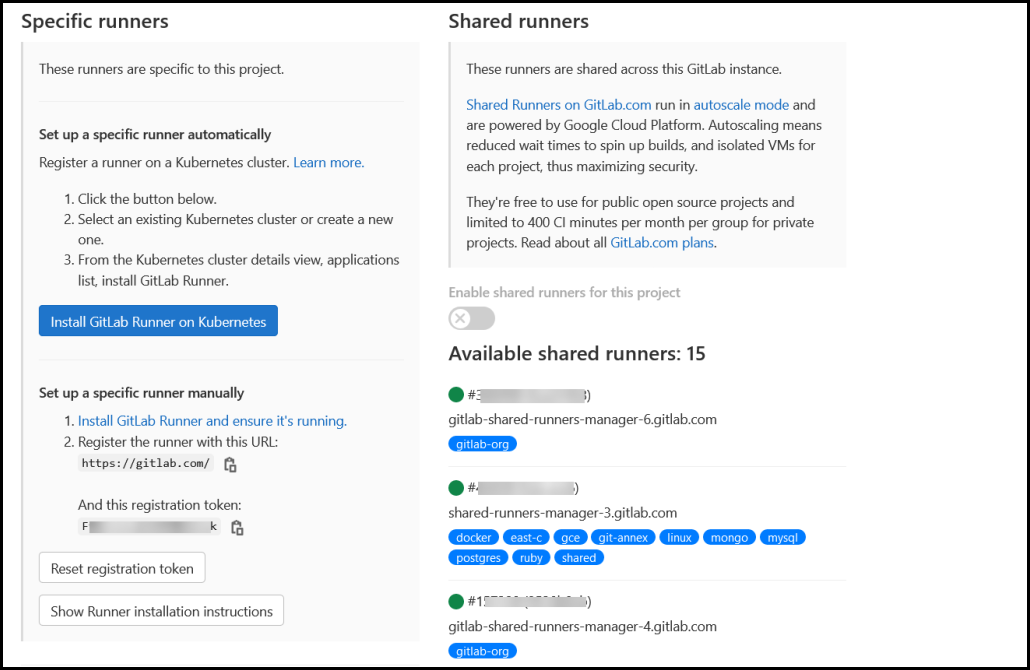 Specific runners
These runners are specific to this project.
Set up a specific runner automatically
Register a runner on a Kubernetes cluster. Learn more.
1. Click the button below.
2. Select an existing Kubernetes cluster or create a new
one.
3. From the Kubernetes cluster details view, applications
list, install GitLab Runner.
Install GitLab Runner on Kubernetes
Set up a specific runner manually
1. Install GitLab Runner and ensure it's running.
2. Register the runner with this URL:
https://gitlab.com/
And this registration token:
Reset registration token
Show Runner installation instructions
Shared runners
These runners are shared across this GitLab instance.
Shared Runners on GitLab.com run in autoscale mode and
are powered by Google Cloud Platform. Autoscaling means
reduced wait times to spin up builds, and isolated VMs for
each project, thus maximizing security.
They're free to use for public open source projects and
limited to 400 CI minutes per month per group for private
projects. Read about all GitLab.com plans.
Enable shared runners for this project
Available shared runners: 15
gitlab-shared-runners-manager-6.gitlab.com
gitlab-org
shared-runners-manager-3.gitlab.com
docker east-c gce git-annex linux mongo mysql
postgres ruby shared
gitlab-shared-runners-manager-4.gitlab.com
gitlab-org